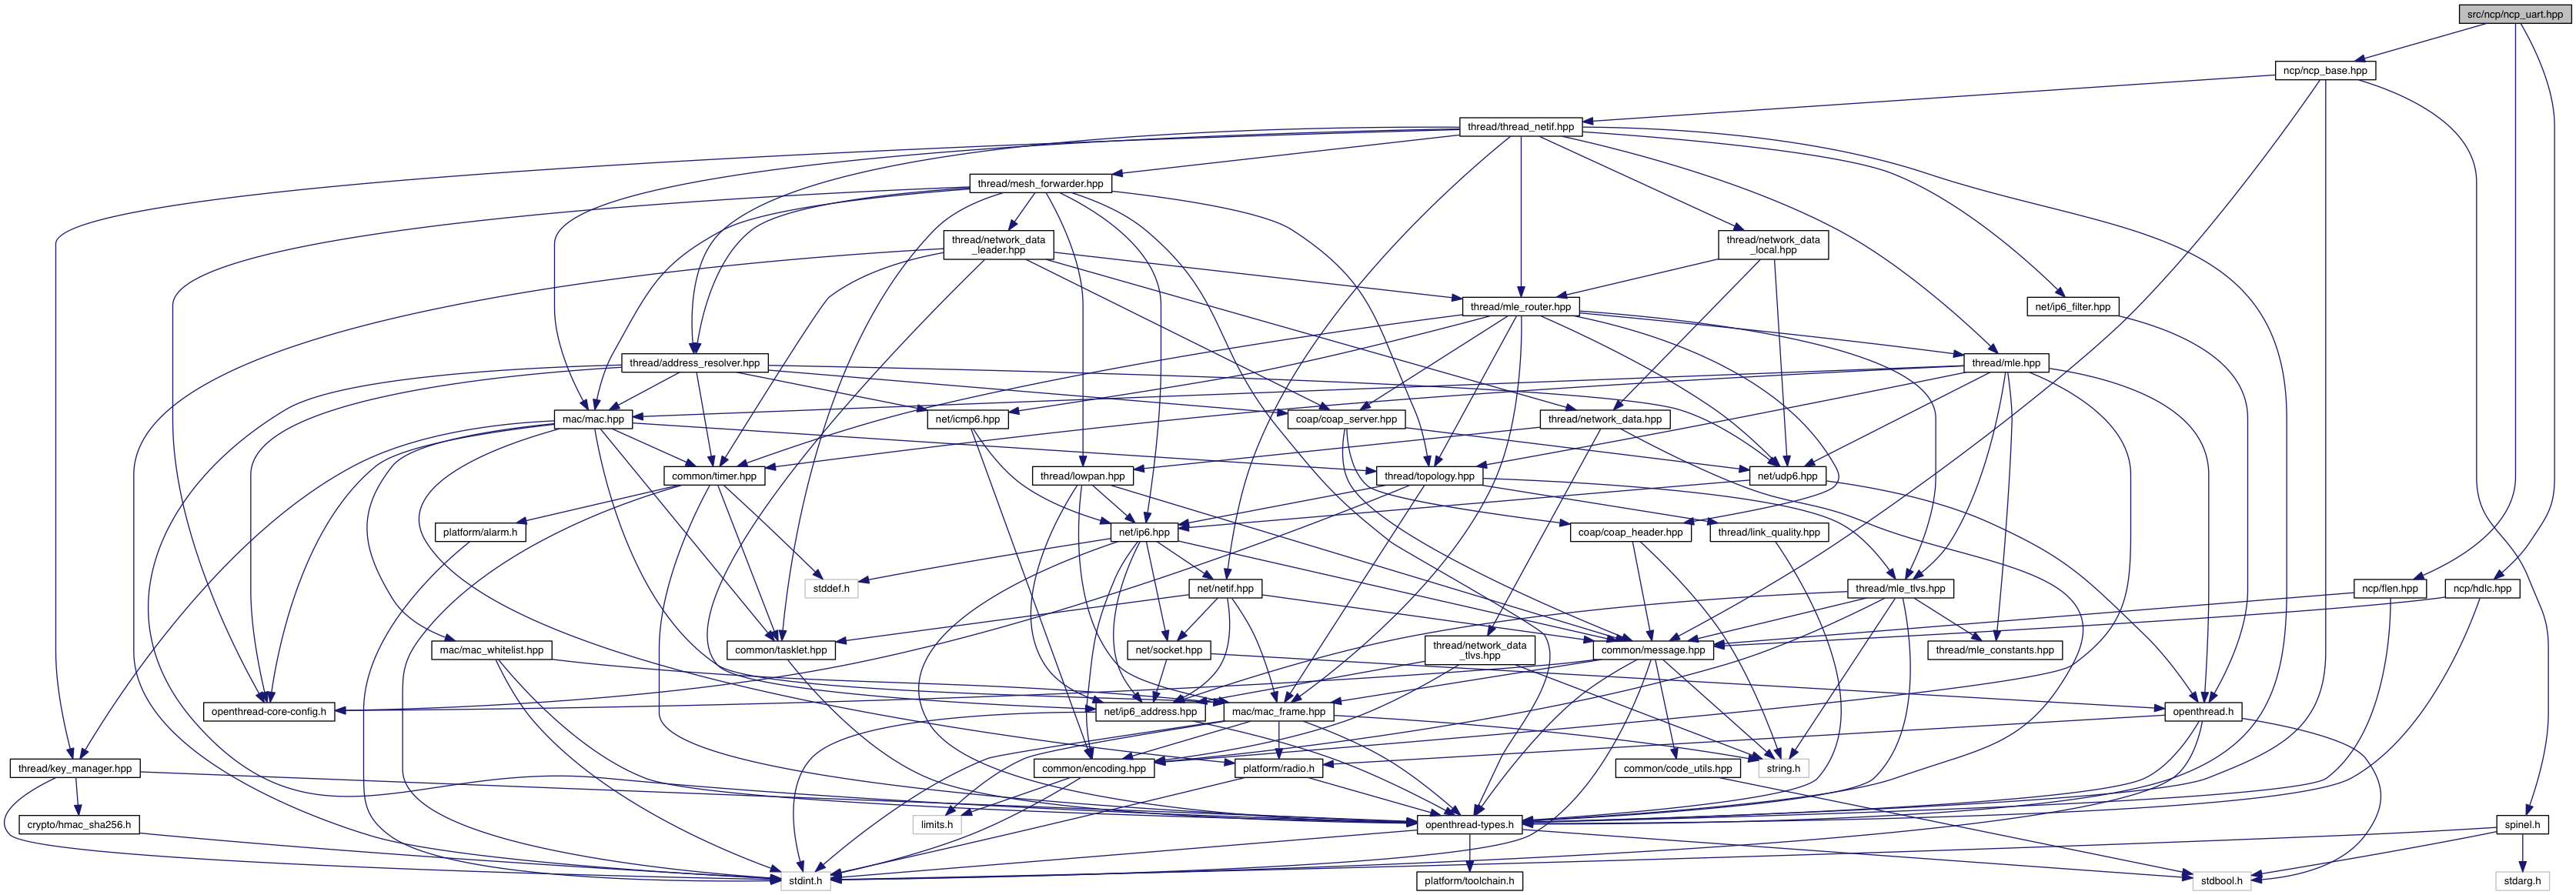 src/ncp/ncp_uart.hpp
ncp/ncp_base.hpp
thread/thread_netif.hpp
thread/mesh_forwarder.hpp
thread/network_data
_leader.hpp
thread/network_data
_local.hpp
thread/mle_router.hpp
net/ip6_filter.hpp
thread/address_resolver.hpp
thread/mle.hpp
mac/mac.hpp
net/icmp6.hpp
coap/coap_server.hpp
thread/network_data.hpp
common/timer.hpp
thread/lowpan.hpp
thread/topology.hpp
net/udp6.hpp
platform/alarm.h
net/ip6.hpp
coap/coap_header.hpp
thread/link_quality.hpp
stddef.h
net/netif.hpp
thread/mle_tlvs.hpp
ncp/flen.hpp
ncp/hdlc.hpp
mac/mac_whitelist.hpp
common/tasklet.hpp
net/socket.hpp
thread/network_data
_tlvs.hpp
common/message.hpp
thread/mle_constants.hpp
openthread-core-config.h
net/ip6_address.hpp
mac/mac_frame.hpp
openthread.h
thread/key_manager.hpp
common/encoding.hpp
platform/radio.h
common/code_utils.hpp
string.h
crypto/hmac_sha256.h
limits.h
openthread-types.h
spinel.h
stdint.h
platform/toolchain.h
stdbool.h
stdarg.h